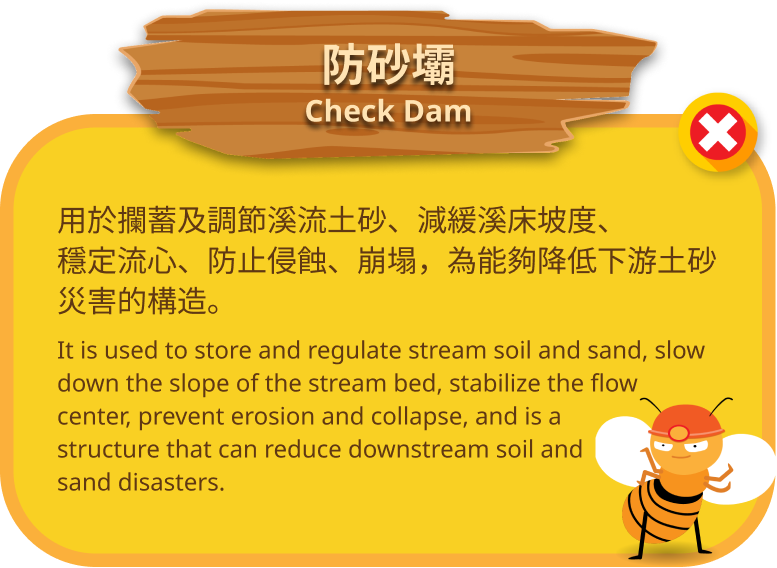 防砂壩
Check Dam
用於攔蓄及調節溪流土砂、減緩溪床坡度、
穩定流心、防止侵蝕、崩塌，為能夠降低下游土砂
災害的構造。
It is used to store and regulate stream soil and sand, slow
down the slope of the stream bed, stabilize the flow
center, prevent erosion and collapse, and is a
structure that can reduce downstream soil and
sand disasters.